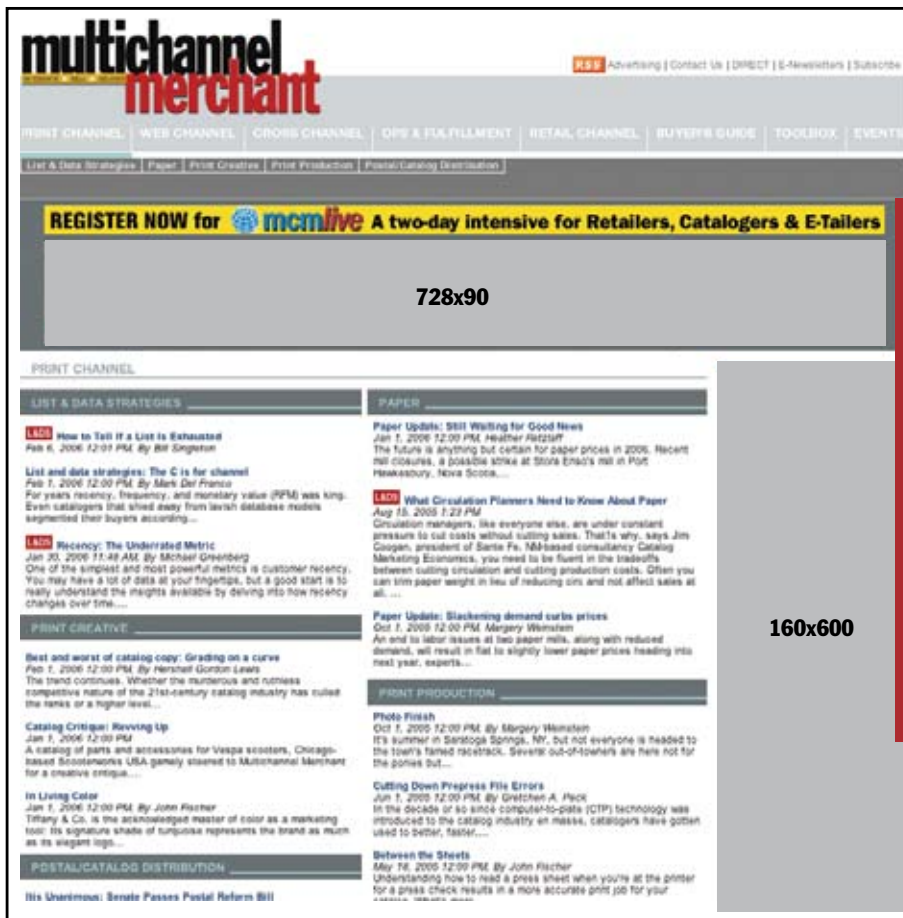 multichannel
merchant
RSS Advertising | Contact Us | DIRECT | E-Newsletters | Subscribe
PRINT CHANNEL | WEB CHANNEL | CROSS CHANNEL | OPS & FULFILLMENT | RETAIL CHANNEL | BUYER'S GUIDE | TOOLBOX | EVENTS
List & Data Strategies | Paper | Print Creative | Print Production | Postal/Catalog Distribution
REGISTER NOW for mcmlive A two-day intensive for Retailers, Catalogers & E-Tailers
728x90
PRINT CHANNEL
LIST & DATA STRATEGIES
L&DS How to Tell if a List is Exhausted
Feb 6, 2006 12:01 PM, By Bill Singleton
List and data strategies: The C is for channel
Feb 1, 2006 12:00 PM, By Mark Del Franco
For years recency, frequency, and monetary value (RFM) was king.
Even catalogers that shied away from lavish database models
segmented their buyers according...
L&DS Recency: The Underrated Metric
Jan 30, 2006 11:48 AM, By Michael Greenberg
One of the simplest and most powerful metrics is customer recency.
You may have a lot of data at your fingertips, but a good start is to
really understand the insights available by delving into how recency
changes over time....
PRINT CREATIVE
Best and worst of catalog copy: Grading on a curve
Feb 1, 2006 12:00 PM, By Herschell Gordon Lewis
The trend continues. Whether the murderous and ruthless
competitive nature of the 21st-century catalog industry has culled
the ranks or a higher level...
Catalog Critique: Revving Up
Jan 1, 2006 12:00 PM
A catalog of parts and accessories for Vespa scooters, Chicago-
based Scooterworks USA gamely steered to Multichannel Merchant
for a creative critique....
In Living Color
Jan 1, 2006 12:00 PM, By John Fischer
Tiffany & Co. is the acknowledged master of color as a marketing
tool: Its signature shade of turquoise represents the brand as much
as its elegant logo...
POSTAL/CATALOG DISTRIBUTION
It's Unanimous: Senate Passes Postal Reform Bill
PAPER
Paper Update: Still Waiting for Good News
Jan 1, 2006 12:00 PM, Heather Retzlaff
The future is anything but certain for paper prices in 2006. Recent
mill closures, a possible strike at Stora Enso's mill in Port
Hawkesbury, Nova Scotia,...
L&DS What Circulation Planners Need to Know About Paper
Aug 15, 2005 1:23 PM
Circulation managers, like everyone else, are under constant
pressure to cut costs without cutting sales. That1s why, says Jim
Coogan, president of Sante Fe, NM-based consultancy Catalog
Marketing Economics, you need to be fluent in the tradeoffs
between cutting circulation and cutting production costs. Often you
can trim paper weight in lieu of reducing circ and not affect sales at
all. ...
Paper Update: Slackening demand curbs prices
Oct 1, 2005 12:00 PM, Margery Weinstein
An end to labor issues at two paper mills, along with reduced
demand, will result in flat to slightly lower paper prices heading into
next year, experts...
PRINT PRODUCTION
Photo Finish
Oct 1, 2005 12:00 PM, By Margery Weinstein
It's summer in Saratoga Springs, NY, but not everyone is headed to
the town's famed racetrack. Several out-of-towners are here not for
the ponies but...
Cutting Down Prepress File Errors
Jun 1, 2005 12:00 PM, By Gretchen A. Peck
In the decade or so since computer-to-plate (CTP) technology was
introduced to the catalog industry en masse, catalogers have gotten
used to better, faster,...
Between the Sheets
May 18, 2005 12:00 PM, By John Fischer
Understanding how to read a press sheet when you're at the printer
for a press check results in a more accurate print job for your
160x600